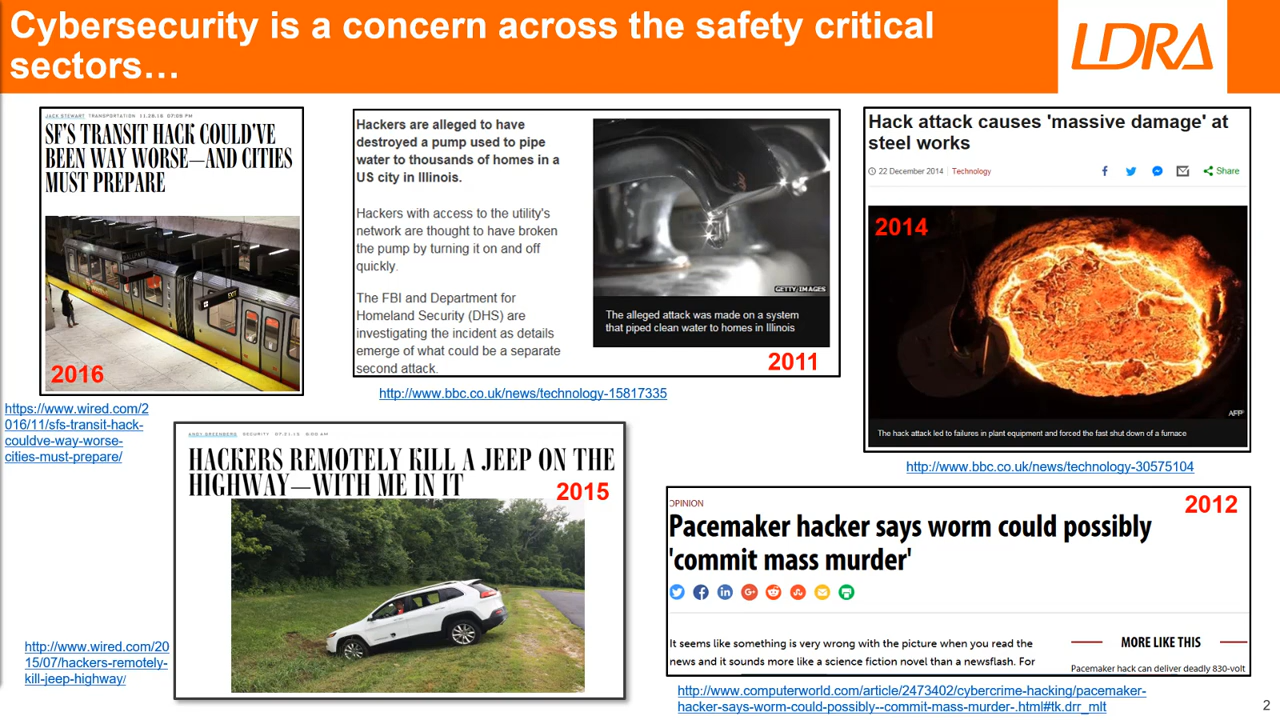 Cybersecurity is a concern across the safety critical
sectors…
LDRA
JACK STEWART TRANSPORTATION 11.28.16 07:09 PM
SF'S TRANSIT HACK COULD'VE
BEEN WAY WORSE—AND CITIES
MUST PREPARE
EXIT
2016
https://www.wired.com/2
016/11/sfs-transit-hack-
couldve-way-worse-
cities-must-prepare/
Hackers are alleged to have
destroyed a pump used to pipe
water to thousands of homes in a
US city in Illinois.
Hackers with access to the utility's
network are thought to have broken
the pump by turning it on and off
quickly.
The FBI and Department for
Homeland Security (DHS) are
investigating the incident as details
emerge of what could be a separate
second attack.
GETTY IMAGES
The alleged attack was made on a system
that piped clean water to homes in Illinois
2011
http://www.bbc.co.uk/news/technology-15817335
Hack attack causes 'massive damage' at
steel works
22 December 2014 Technology
Share
2014
AFP
The hack attack led to failures in plant equipment and forced the fast shut down of a furnace
http://www.bbc.co.uk/news/technology-30575104
ANDY GREENBERG SECURITY 07.21.15 6:00 AM
HACKERS REMOTELY KILL A JEEP ON THE
HIGHWAY—WITH ME IN IT
2015
http://www.wired.com/20
15/07/hackers-remotely-
kill-jeep-highway/
OPINION
2012
Pacemaker hacker says worm could possibly
'commit mass murder'
It seems like something is very wrong with the picture when you read the
news and it sounds more like a science fiction novel than a newsflash. For
MORE LIKE THIS
Pacemaker hack can deliver deadly 830-volt
http://www.computerworld.com/article/2473402/cybercrime-hacking/pacemaker-
hacker-says-worm-could-possibly--commit-mass-murder-.html#tk.drr_mlt
2